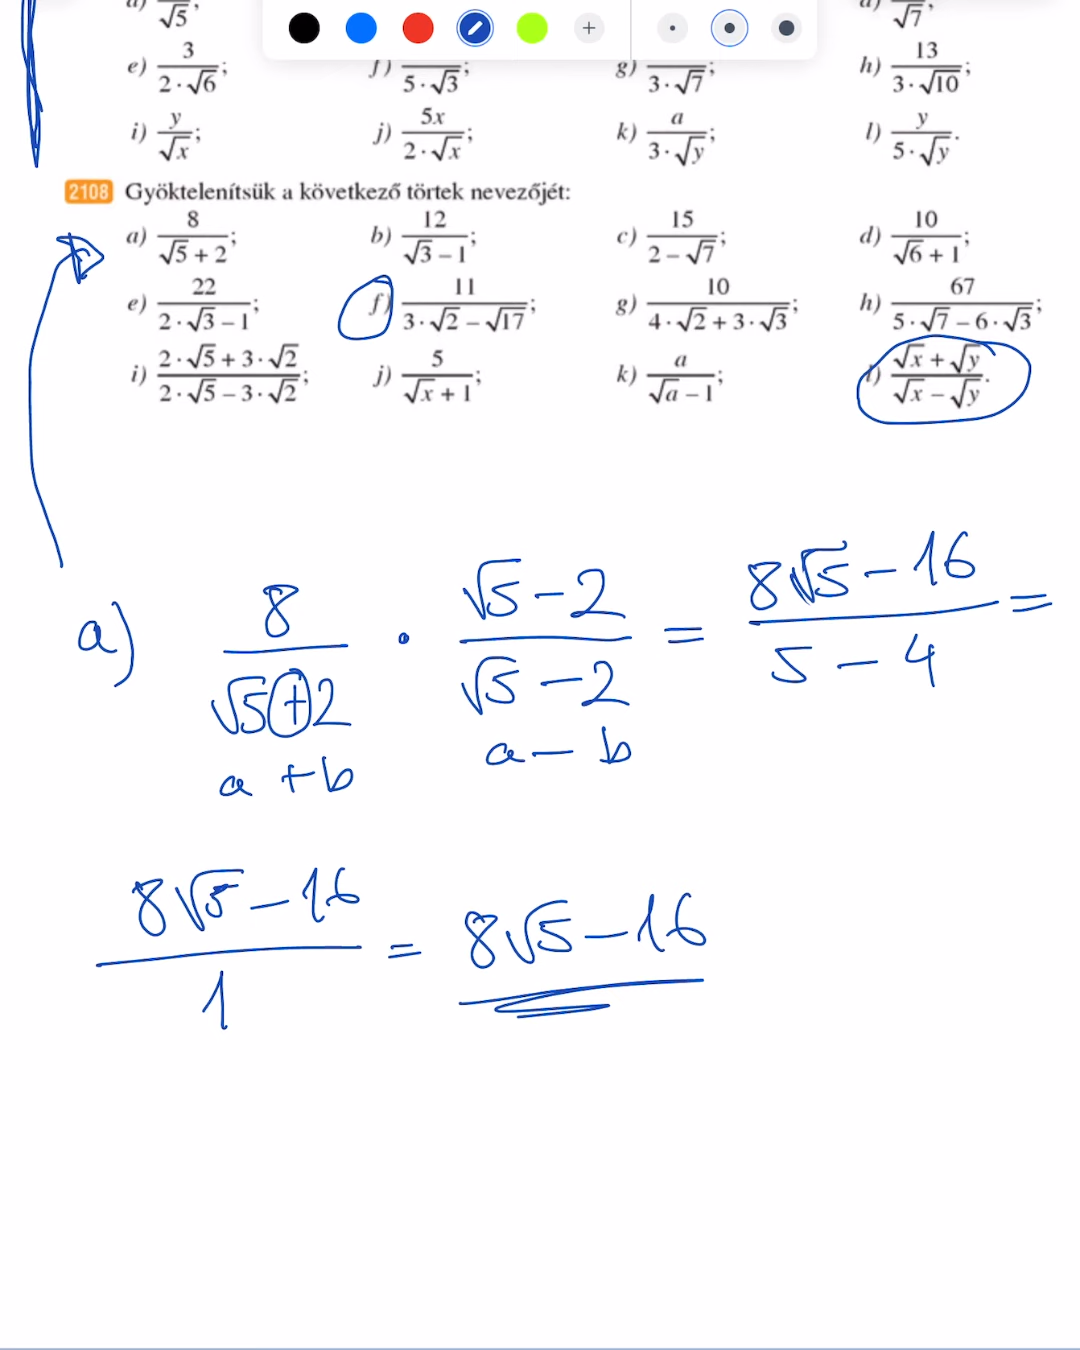 √5 ; √7 ;
e) 3/(2·√6) ; f) 5·√3 ; g) 3·√7 ; h) 13/(3·√10) ;
i) y/√x ; j) 5x/(2·√x) ; k) a/(3·√y) ; l) y/(5·√y) .
2108 Gyöktelenítsük a következő törtek nevezőjét:
a) 8/(√5 + 2) ; b) 12/(√3 − 1) ; c) 15/(2 − √7) ; d) 10/(√6 + 1) ;
e) 22/(2·√3 − 1) ; f) 11/(3·√2 − √17) ; g) 10/(4·√2 + 3·√3) ; h) 67/(5·√7 − 6·√3) ;
i) (2·√5 + 3·√2)/(2·√5 − 3·√2) ; j) 5/(√x + 1) ; k) a/(√a − 1) ; l) (√x + √y)/(√x − √y) .
a) 8/(√5+2) · (√5−2)/(√5−2) = (8√5−16)/(5−4) =
a+b a−b
(8√5−16)/1 = 8√5−16